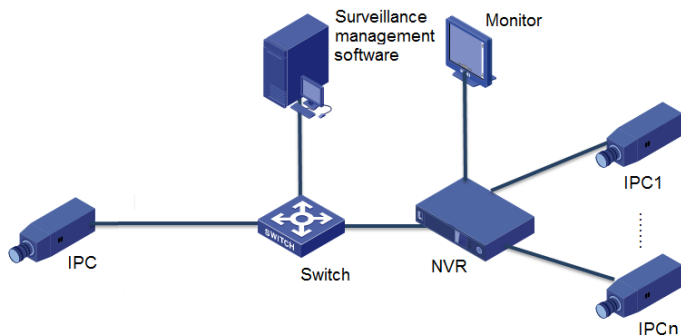 Surveillance
management
software
Monitor
IPC1
IPC
SWITCH
Switch
NVR
IPCn